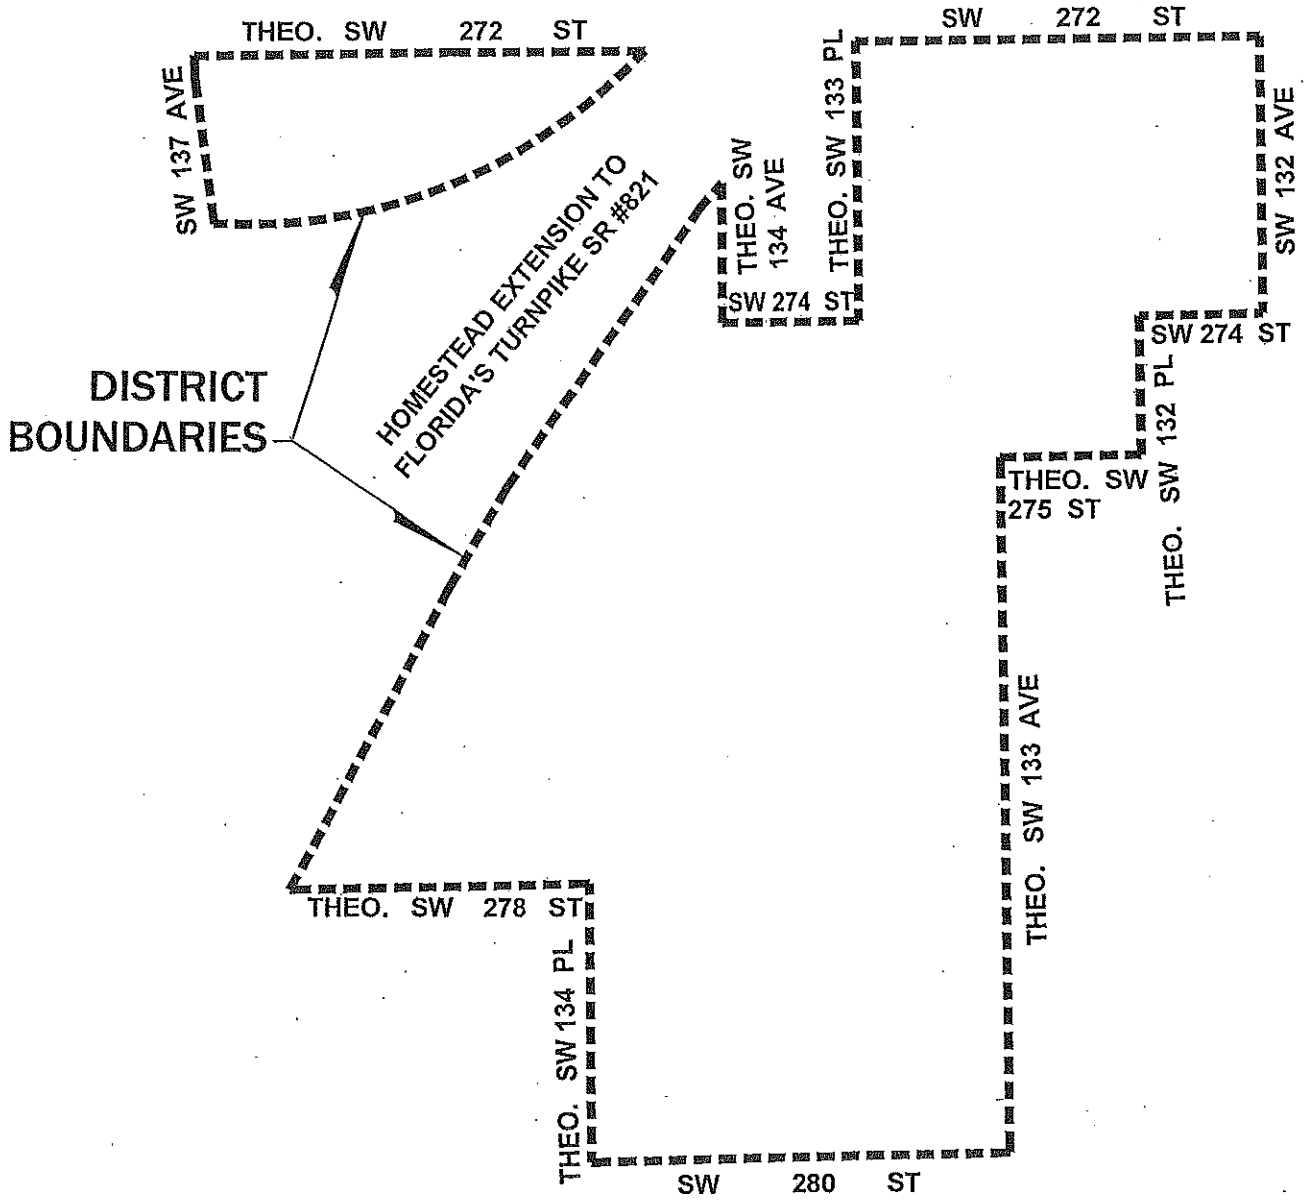 THEO. SW 272 ST
SW 272 ST
SW 137 AVE
THEO. SW 133 PL
SW 132 AVE
THEO. SW
134 AVE
HOMESTEAD EXTENSION TO
FLORIDA'S TURNPIKE SR #821
SW 274 ST
SW 274 ST
DISTRICT
BOUNDARIES
THEO. SW 132 PL
THEO. SW
275 ST
THEO. SW 133 AVE
THEO. SW 278 ST
THEO. SW 134 PL
SW 280 ST